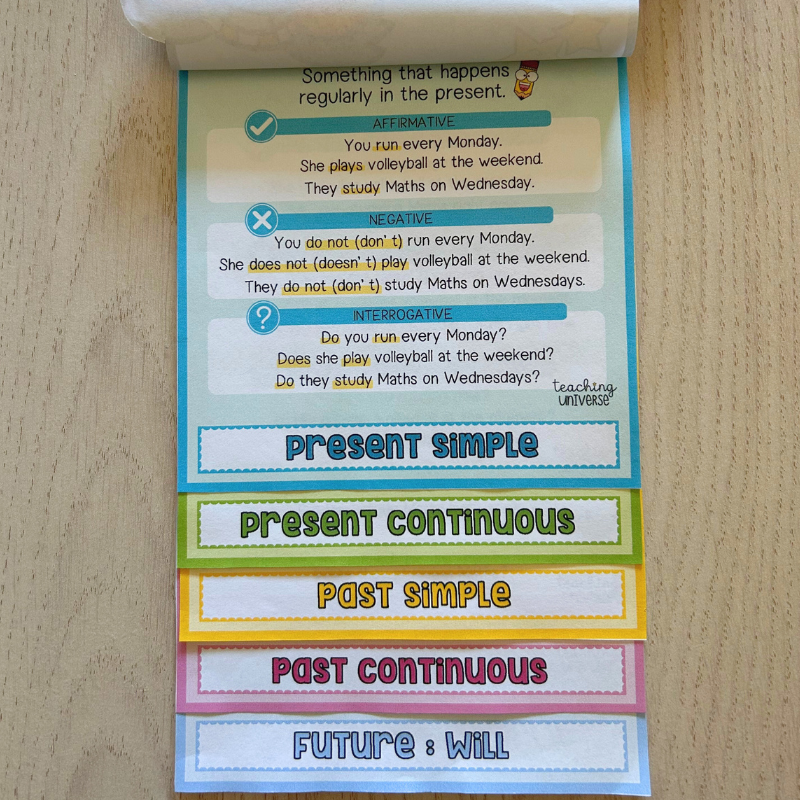 Something that happens
regularly in the present.
AFFIRMATIVE
You run every Monday.
She plays volleyball at the weekend.
They study Maths on Wednesday.
NEGATIVE
You do not (don't) run every Monday.
She does not (doesn't) play volleyball at the weekend.
They do not (don't) study Maths on Wednesdays.
?
INTERROGATIVE
Do you run every Monday?
Does she play volleyball at the weekend?
Do they study Maths on Wednesdays?
teaching
UNIVERSE
Present Simple
Present Continuous
Past Simple
Past Continuous
Future : Will